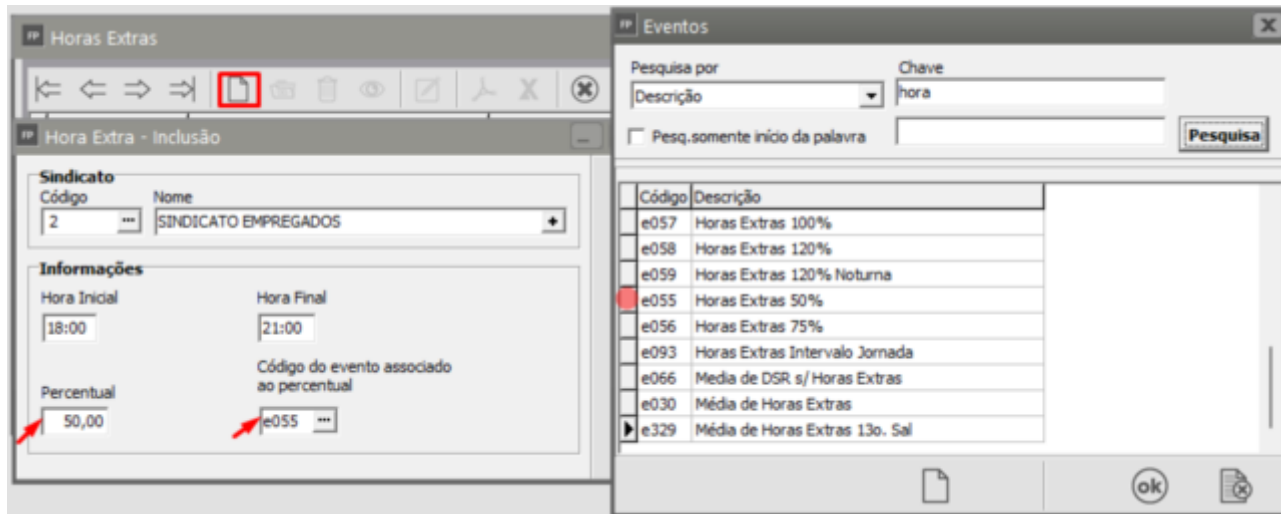 FP Horas Extras
Hora Extra - Inclusão
Sindicato
Código Nome
2 ... SINDICATO EMPREGADOS +
Informações
Hora Inicial Hora Final
18:00 21:00
Código do evento associado
ao percentual
Percentual
50,00 e055 ...
FP Eventos X
Pesquisa por Chave
Descrição hora
Pesq.somente início da palavra Pesquisa
Código Descrição
e057 Horas Extras 100%
e058 Horas Extras 120%
e059 Horas Extras 120% Noturna
e055 Horas Extras 50%
e056 Horas Extras 75%
e093 Horas Extras Intervalo Jornada
e066 Media de DSR s/ Horas Extras
e030 Média de Horas Extras
e329 Média de Horas Extras 13o. Sal
ok